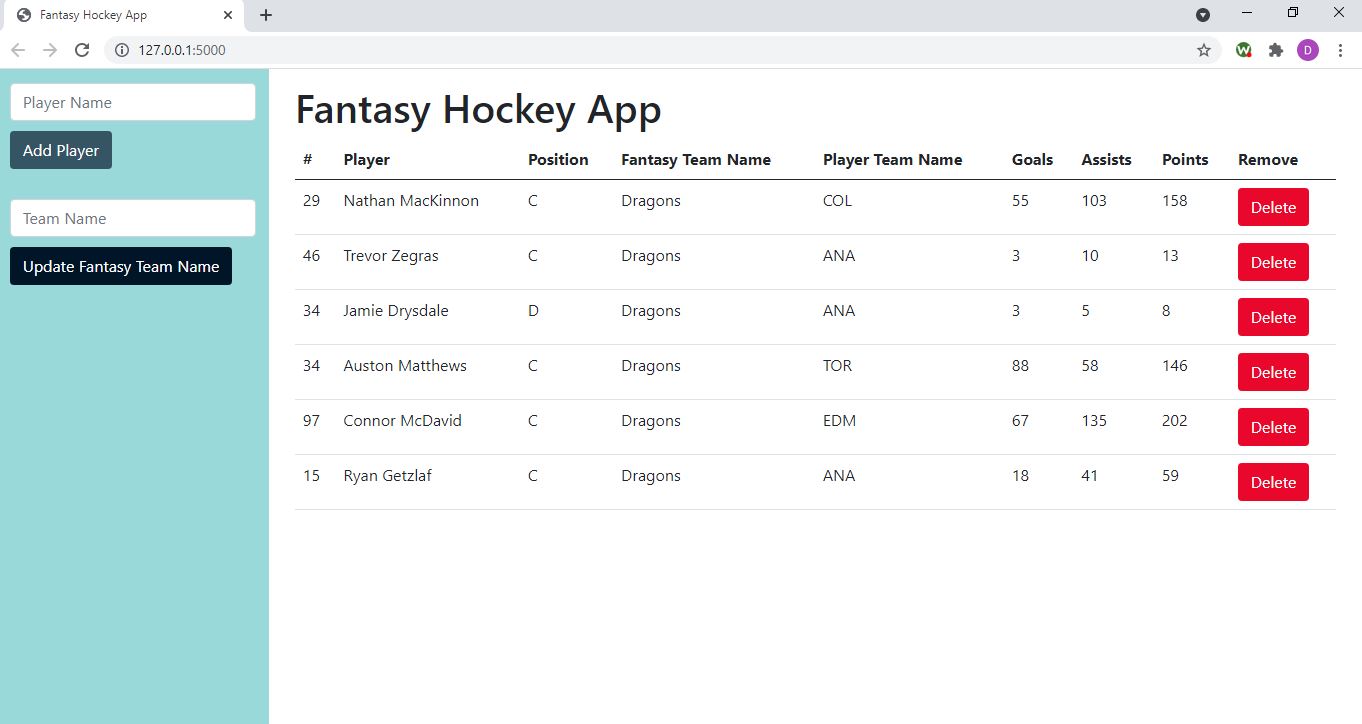 Fantasy Hockey App
127.0.0.1:5000
D
Player Name
Add Player
Team Name
Update Fantasy Team Name
Fantasy Hockey App
# Player Position Fantasy Team Name Player Team Name Goals Assists Points Remove
29 Nathan MacKinnon C Dragons COL 55 103 158 Delete
46 Trevor Zegras C Dragons ANA 3 10 13 Delete
34 Jamie Drysdale D Dragons ANA 3 5 8 Delete
34 Auston Matthews C Dragons TOR 88 58 146 Delete
97 Connor McDavid C Dragons EDM 67 135 202 Delete
15 Ryan Getzlaf C Dragons ANA 18 41 59 Delete